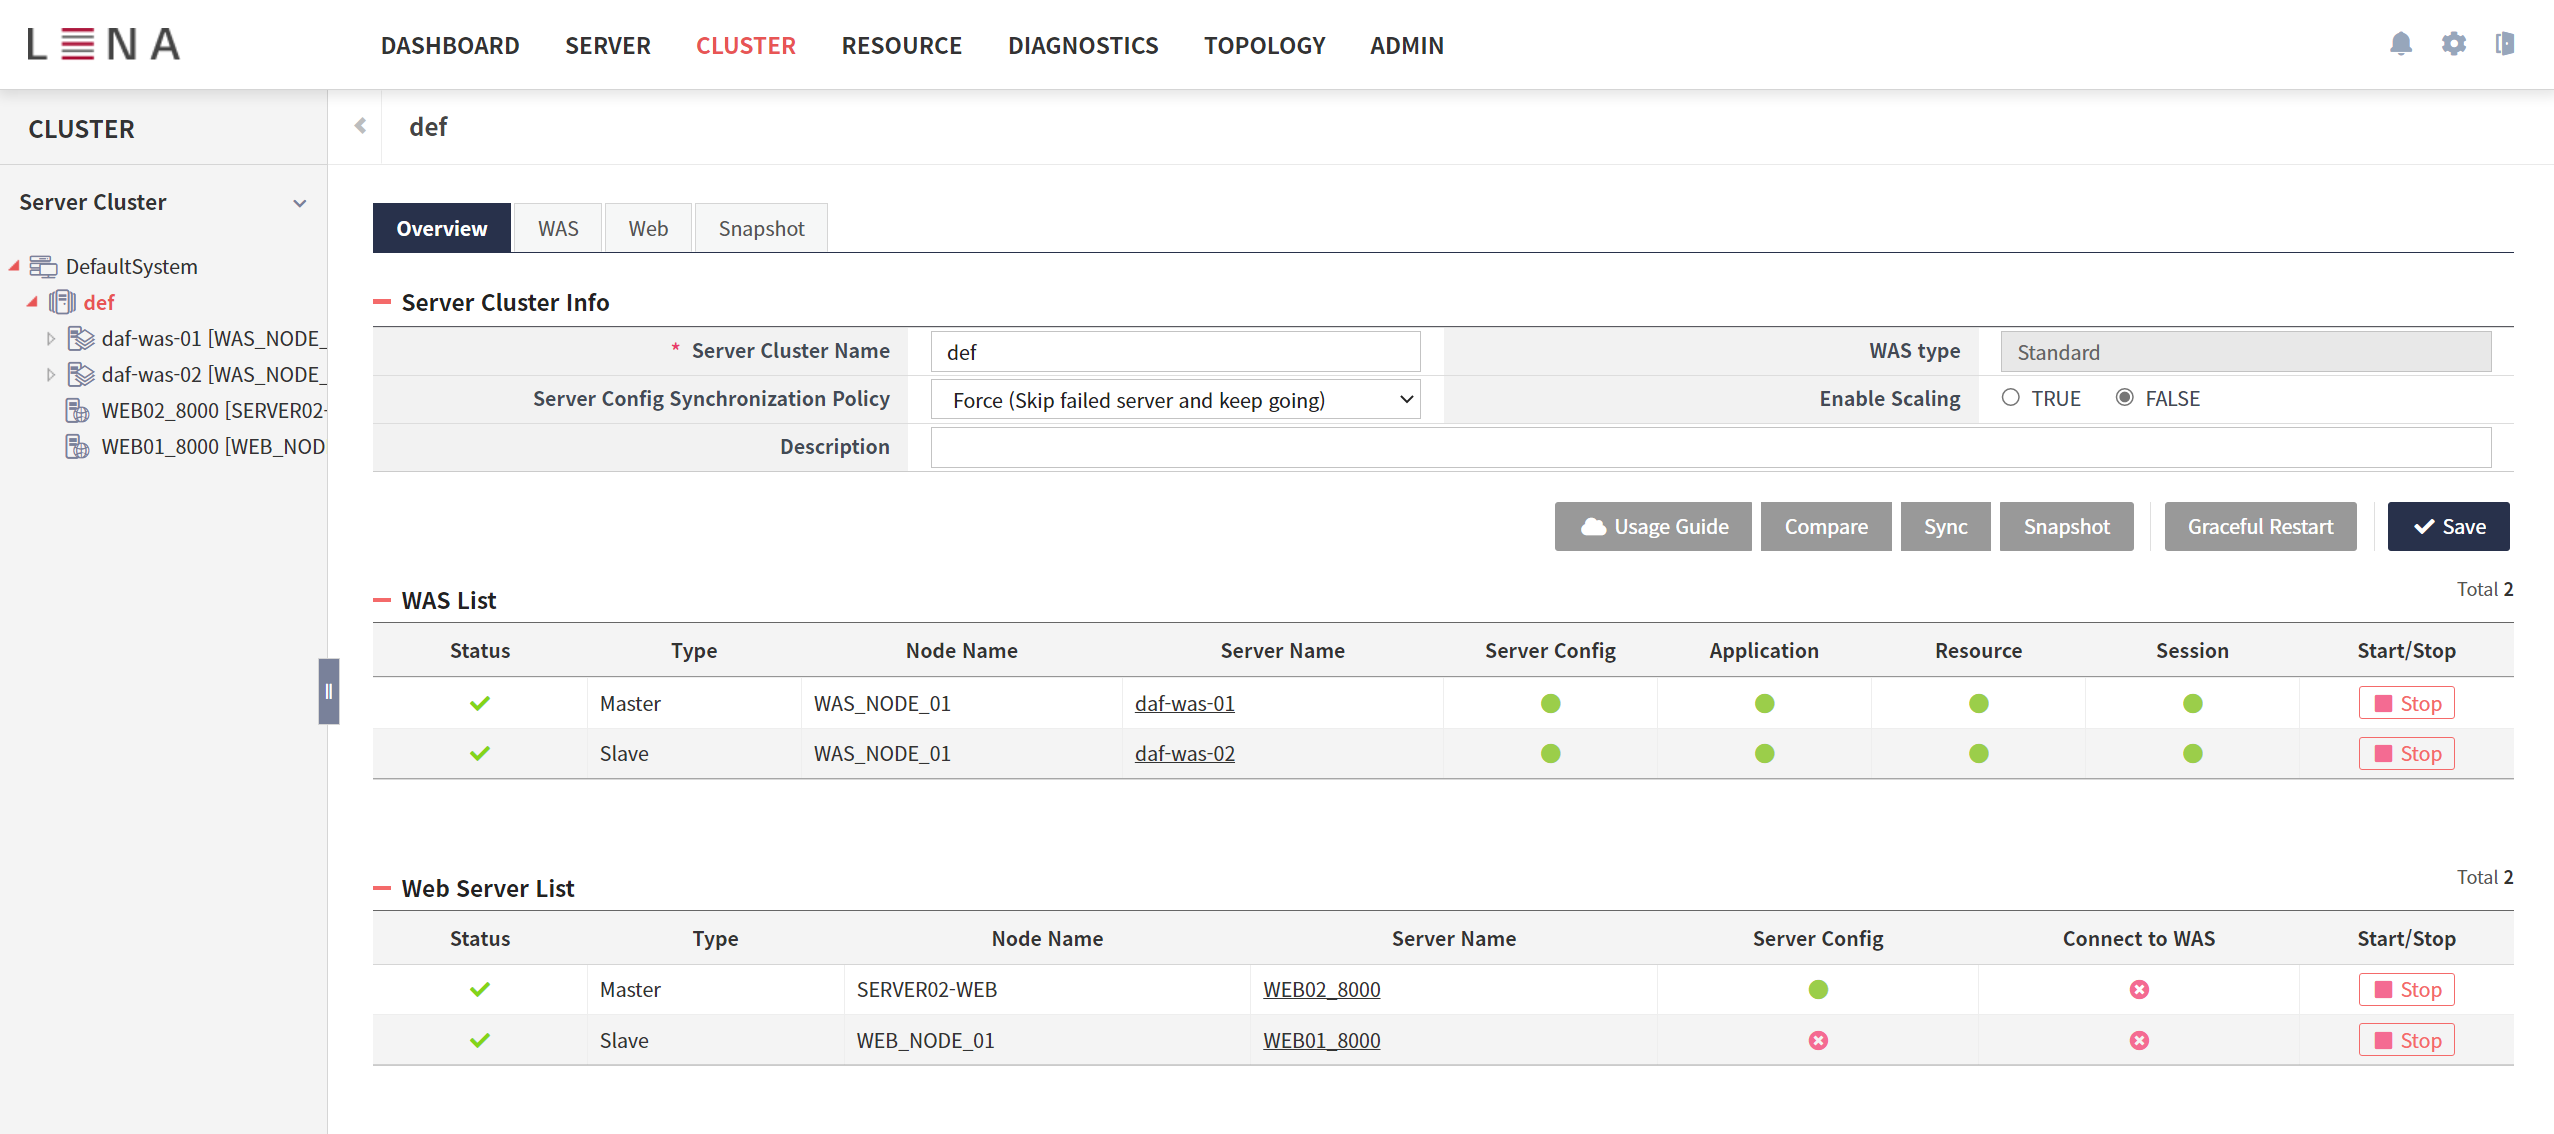 LENA
DASHBOARD SERVER CLUSTER RESOURCE DIAGNOSTICS TOPOLOGY ADMIN
CLUSTER
def
Server Cluster
DefaultSystem
def
daf-was-01 [WAS_NODE_
daf-was-02 [WAS_NODE_
WEB02_8000 [SERVER02-
WEB01_8000 [WEB_NOD
Overview WAS Web Snapshot
Server Cluster Info
* Server Cluster Name def WAS type Standard
Server Config Synchronization Policy Force (Skip failed server and keep going) Enable Scaling TRUE FALSE
Description
Usage Guide Compare Sync Snapshot Graceful Restart Save
WAS List Total 2
Status Type Node Name Server Name Server Config Application Resource Session Start/Stop
Master WAS_NODE_01 daf-was-01 Stop
Slave WAS_NODE_01 daf-was-02 Stop
Web Server List Total 2
Status Type Node Name Server Name Server Config Connect to WAS Start/Stop
Master SERVER02-WEB WEB02_8000 Stop
Slave WEB_NODE_01 WEB01_8000 Stop